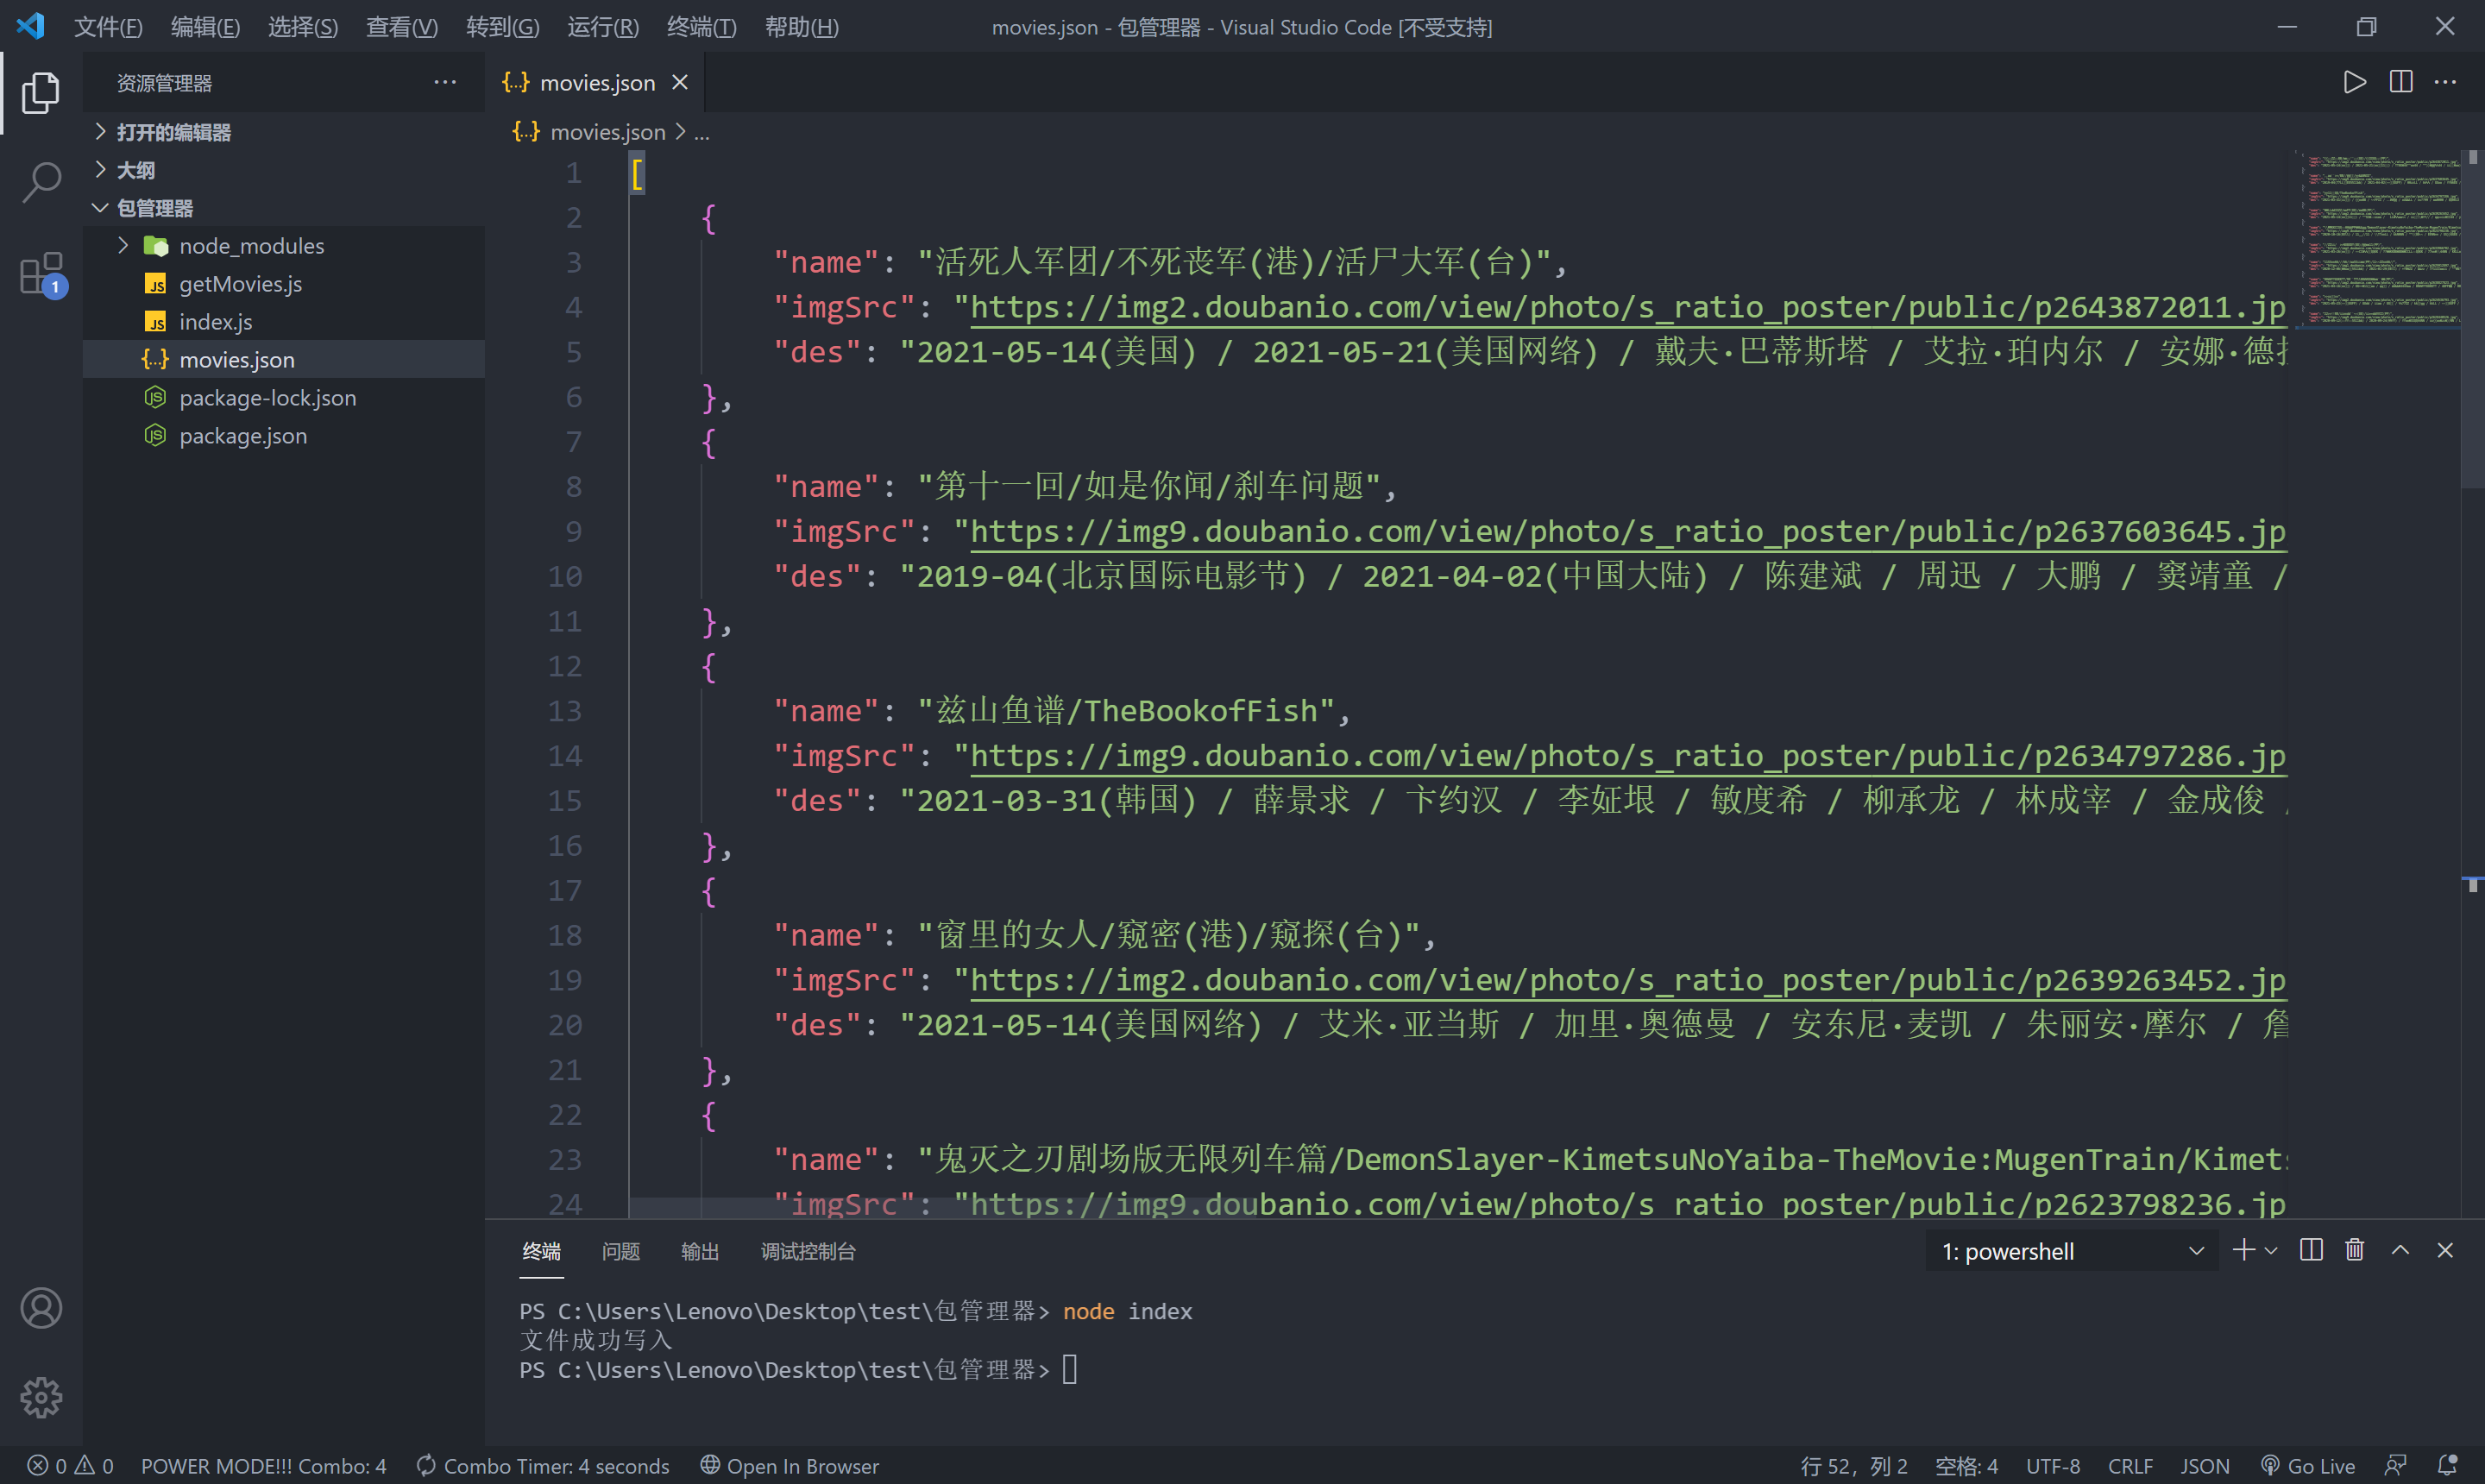 文件(F) 编辑(E) 选择(S) 查看(V) 转到(G) 运行(R) 终端(T) 帮助(H) movies.json - 包管理器 - Visual Studio Code [不受支持]
资源管理器
打开的编辑器
大纲
包管理器
node_modules
getMovies.js
index.js
movies.json
package-lock.json
package.json
1
movies.json
movies.json > ...
1 [
2 {
3 "name": "活死人军团/不死丧军(港)/活尸大军(台)",
4 "imgSrc": "https://img2.doubanio.com/view/photo/s_ratio_poster/public/p2643872011.jp
5 "des": "2021-05-14(美国) / 2021-05-21(美国网络) / 戴夫·巴蒂斯塔 / 艾拉·珀内尔 / 安娜·德
6 },
7 {
8 "name": "第十一回/如是你闻/刹车问题",
9 "imgSrc": "https://img9.doubanio.com/view/photo/s_ratio_poster/public/p2637603645.jp
10 "des": "2019-04(北京国际电影节) / 2021-04-02(中国大陆) / 陈建斌 / 周迅 / 大鹏 / 窦靖童 /
11 },
12 {
13 "name": "兹山鱼谱/TheBookofFish",
14 "imgSrc": "https://img9.doubanio.com/view/photo/s_ratio_poster/public/p2634797286.jp
15 "des": "2021-03-31(韩国) / 薛景求 / 卞约汉 / 李姃垠 / 敏度希 / 柳承龙 / 林成宰 / 金成俊 /
16 },
17 {
18 "name": "窗里的女人/窥密(港)/窥探(台)",
19 "imgSrc": "https://img2.doubanio.com/view/photo/s_ratio_poster/public/p2639263452.jp
20 "des": "2021-05-14(美国网络) / 艾米·亚当斯 / 加里·奥德曼 / 安东尼·麦凯 / 朱丽安·摩尔 / 詹
21 },
22 {
23 "name": "鬼灭之刃剧场版无限列车篇/DemonSlayer-KimetsuNoYaiba-TheMovie:MugenTrain/Kimets
24 "imgSrc": "https://img9.doubanio.com/view/photo/s_ratio_poster/public/p2623798236.jp
终端 问题 输出 调试控制台 1: powershell
PS C:\Users\Lenovo\Desktop\test\包管理器> node index
文件成功写入
PS C:\Users\Lenovo\Desktop\test\包管理器>
0 0 POWER MODE!!! Combo: 4 Combo Timer: 4 seconds Open In Browser 行 52，列 2 空格: 4 UTF-8 CRLF JSON Go Live